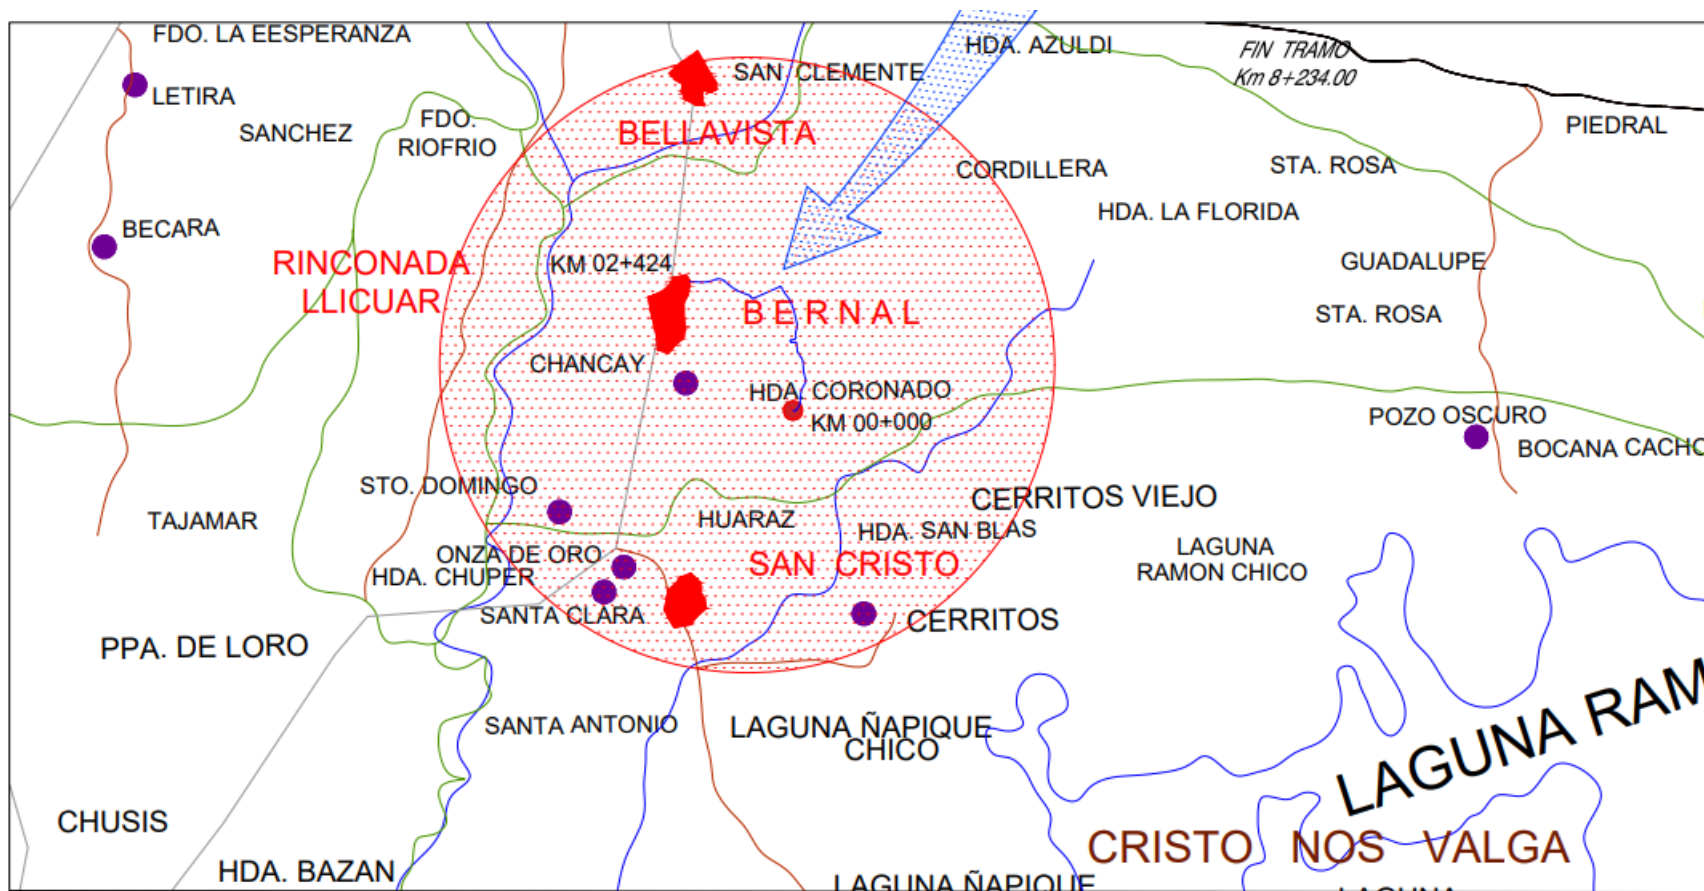 FDO. LA EESPERANZA
HDA. AZULDI
FIN TRAMO
Km 8+234.00
SAN CLEMENTE
LETIRA
SANCHEZ
FDO.
RIOFRIO
BELLAVISTA
PIEDRAL
CORDILLERA
STA. ROSA
HDA. LA FLORIDA
BECARA
RINCONADA
LLICUAR
KM 02+424
GUADALUPE
BERNAL
STA. ROSA
CHANCAY
HDA. CORONADO
KM 00+000
POZO OSCURO
BOCANA CACHO
STO. DOMINGO
CERRITOS VIEJO
TAJAMAR
HUARAZ
HDA. SAN BLAS
ONZA DE ORO
HDA. CHUPER
SAN CRISTO
LAGUNA
RAMON CHICO
SANTA CLARA
CERRITOS
PPA. DE LORO
SANTA ANTONIO
LAGUNA ÑAPIQUE
CHICO
LAGUNA RAM
CHUSIS
CRISTO NOS VALGA
HDA. BAZAN
LAGUNA ÑAPIQUE
LAGUNA